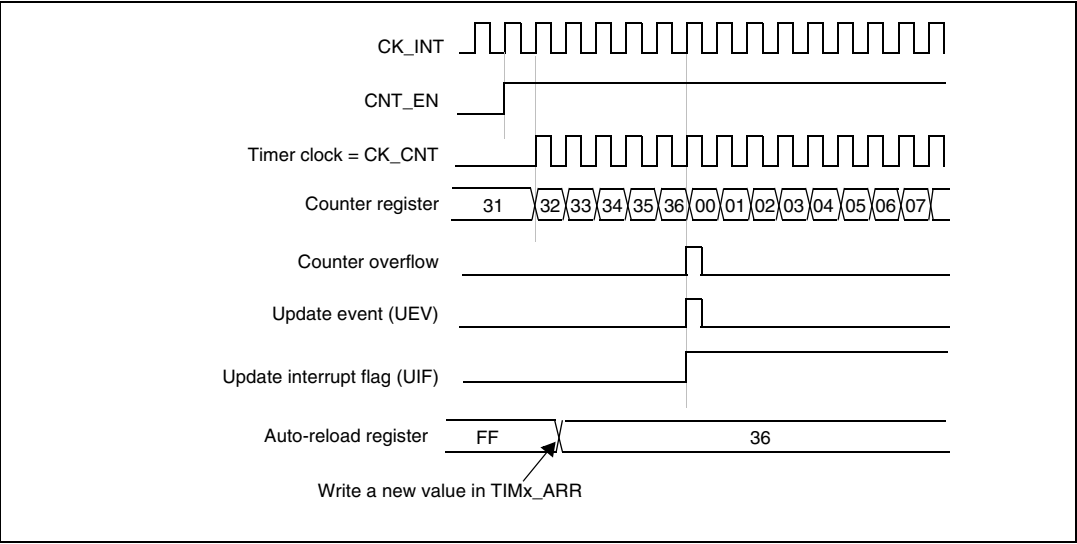 CK_INT
CNT_EN
Timer clock = CK_CNT
Counter register 31 32 33 34 35 36 00 01 02 03 04 05 06 07
Counter overflow
Update event (UEV)
Update interrupt flag (UIF)
Auto-reload register FF 36
Write a new value in TIMx_ARR